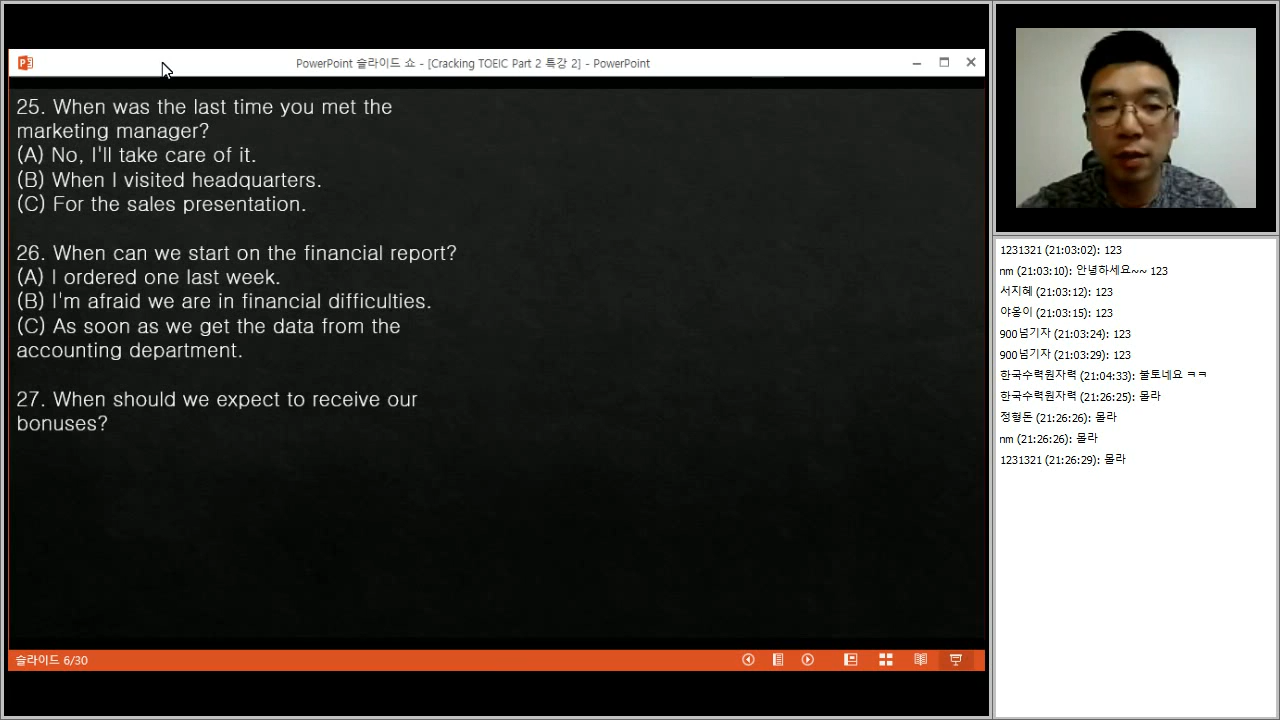 PowerPoint 슬라이드 쇼 - [Cracking TOEIC Part 2 특강 2] - PowerPoint
25. When was the last time you met the
marketing manager?
(A) No, I'll take care of it.
(B) When I visited headquarters.
(C) For the sales presentation.
26. When can we start on the financial report?
(A) I ordered one last week.
(B) I'm afraid we are in financial difficulties.
(C) As soon as we get the data from the
accounting department.
27. When should we expect to receive our
bonuses?
슬라이드 6/30
1231321 (21:03:02): 123
nm (21:03:10): 안녕하세요~~ 123
서지혜 (21:03:12): 123
야옹이 (21:03:15): 123
900넘기자 (21:03:24): 123
900넘기자 (21:03:29): 123
한국수력원자력 (21:04:33): 불토네요 ㅋㅋ
한국수력원자력 (21:26:25): 몰라
정형돈 (21:26:26): 몰라
nm (21:26:26): 몰라
1231321 (21:26:29): 몰라